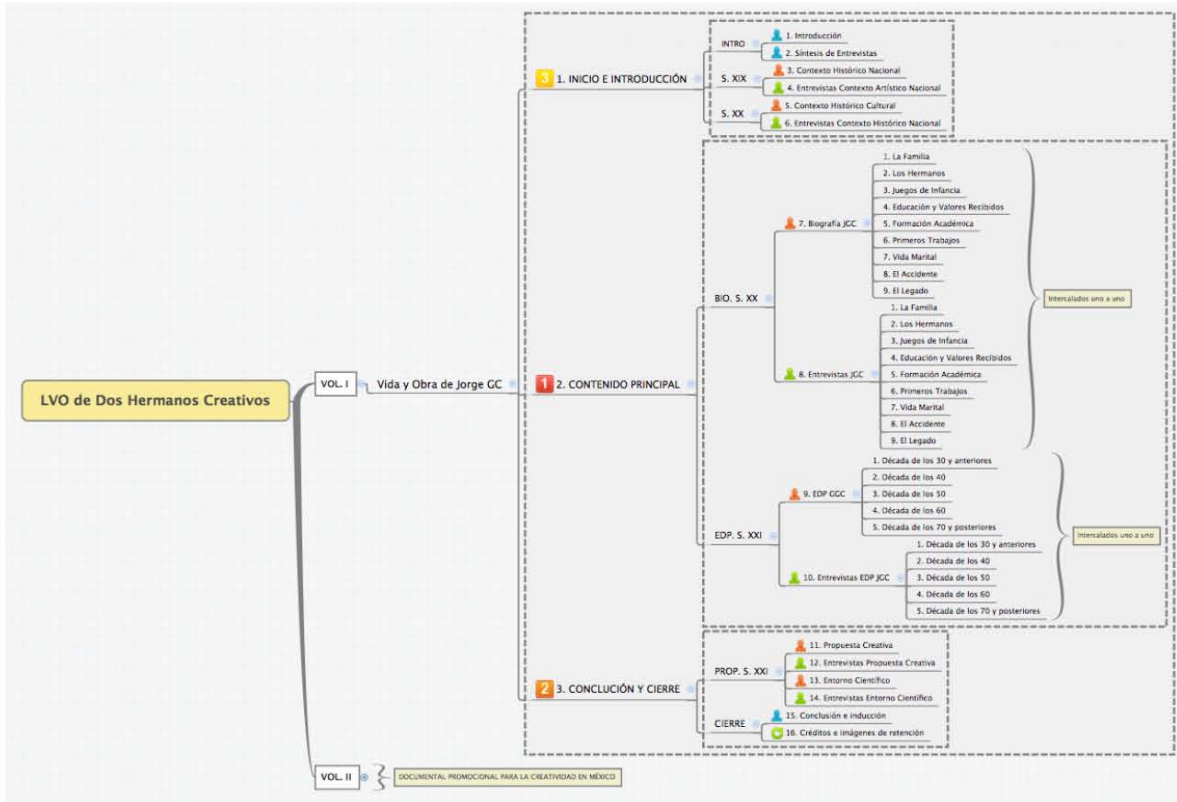 LVO de Dos Hermanos Creativos
VOL. I
Vida y Obra de Jorge GC
3 1. INICIO E INTRODUCCIÓN
INTRO
1. Introducción
2. Síntesis de Entrevistas
S. XIX
3. Contexto Histórico Nacional
4. Entrevistas Contexto Artístico Nacional
S. XX
5. Contexto Histórico Cultural
6. Entrevistas Contexto Histórico Nacional
1 2. CONTENIDO PRINCIPAL
BIO. S. XX
7. Biografía JGC
1. La Familia
2. Los Hermanos
3. Juegos de Infancia
4. Educación y Valores Recibidos
5. Formación Académica
6. Primeros Trabajos
7. Vida Marital
8. El Accidente
9. El Legado
8. Entrevistas JGC
1. La Familia
2. Los Hermanos
3. Juegos de Infancia
4. Educación y Valores Recibidos
5. Formación Académica
6. Primeros Trabajos
7. Vida Marital
8. El Accidente
9. El Legado
Intercalados uno a uno
EDP. S. XXI
9. EDP GGC
1. Década de los 30 y anteriores
2. Década de los 40
3. Década de los 50
4. Década de los 60
5. Década de los 70 y posteriores
10. Entrevistas EDP JGC
1. Década de los 30 y anteriores
2. Década de los 40
3. Década de los 50
4. Década de los 60
5. Década de los 70 y posteriores
Intercalados uno a uno
2 3. CONCLUSIÓN Y CIERRE
PROP. S. XXI
11. Propuesta Creativa
12. Entrevistas Propuesta Creativa
13. Entorno Científico
14. Entrevistas Entorno Científico
CIERRE
15. Conclusión e inducción
16. Créditos e imágenes de retención
VOL. II
DOCUMENTAL PROMOCIONAL PARA LA CREATIVIDAD EN MÉXICO